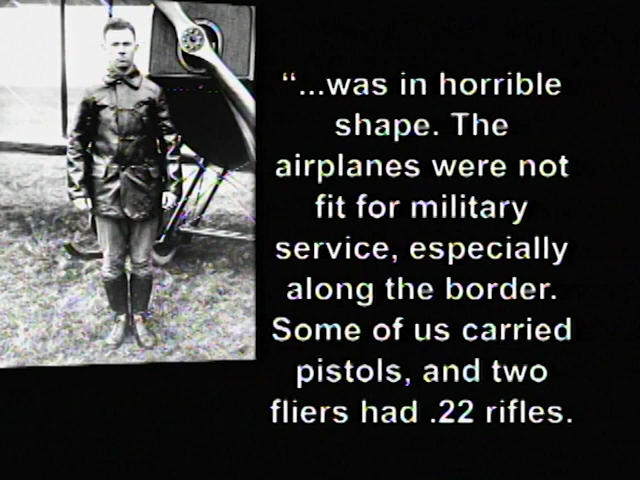 “...was in horrible
shape. The
airplanes were not
fit for military
service, especially
along the border.
Some of us carried
pistols, and two
fliers had .22 rifles.